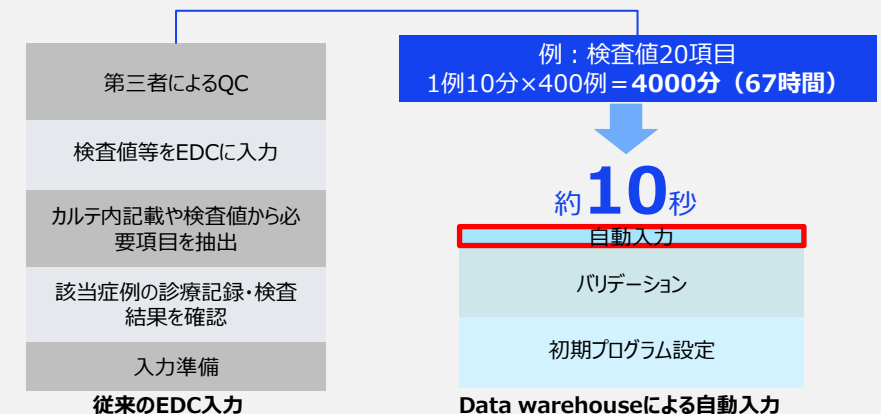 第三者によるQC
検査値等をEDCに入力
カルテ内記載や検査値から必
要項目を抽出
該当症例の診療記録・検査
結果を確認
入力準備
従来のEDC入力
例：検査値20項目
1例10分×400例＝4000分（67時間）
約10秒
自動入力
バリデーション
初期プログラム設定
Data warehouseによる自動入力